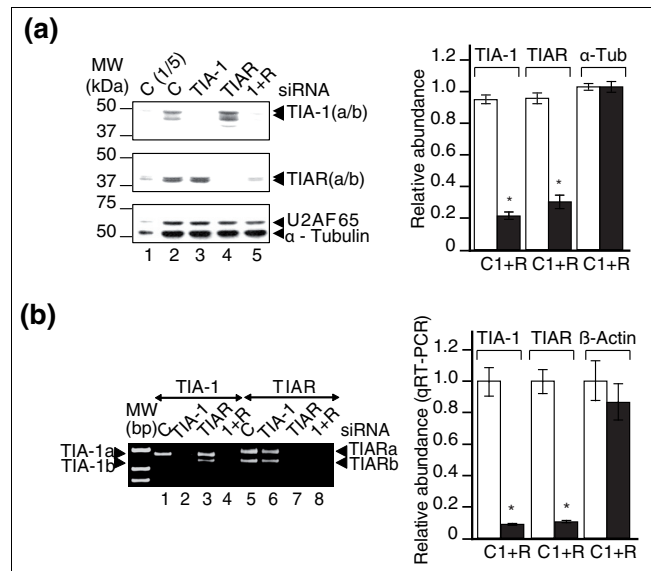 (a)
MW
(kDa)
C (1/5)
C
TIA-1
TIAR
1+R
siRNA
50
37
TIA-1(a/b)
50
37
TIAR(a/b)
75
50
U2AF65
α - Tubulin
1 2 3 4 5
Relative abundance
TIA-1 TIAR α-Tub
1.2
1.0
0.8
0.6
0.4
0.2
0
* *
C1+R C1+R C1+R
(b)
TIA-1 TIAR
MW
(bp)
C TIA-1 TIAR 1+R C TIA-1 TIAR 1+R
siRNA
TIA-1a
TIA-1b
TIARa
TIARb
1 2 3 4 5 6 7 8
Relative abundance (qRT-PCR)
TIA-1 TIAR ß-Actin
1.2
1.0
0.8
0.6
0.4
0.2
0
* *
C1+R C1+R C1+R